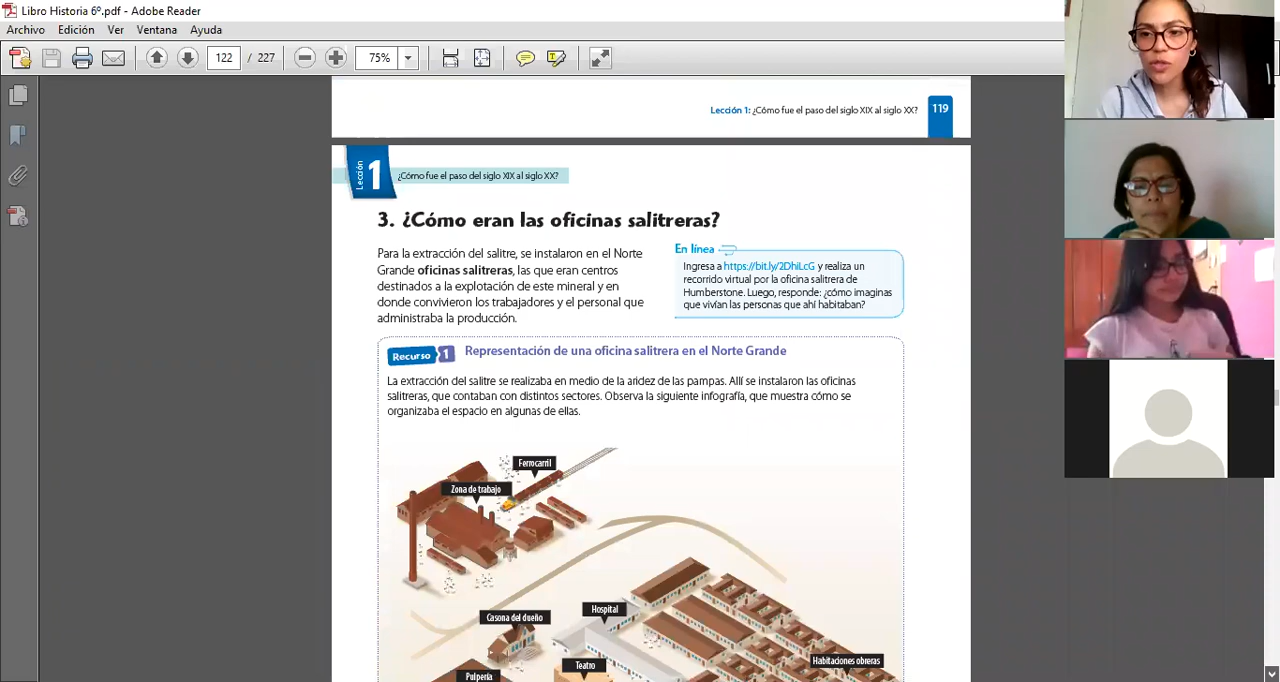 Libro Historia 6º.pdf - Adobe Reader
Archivo Edición Ver Ventana Ayuda
122 / 227 75%
Lección 1: ¿Cómo fue el paso del siglo XIX al siglo XX? 119
Lección 1 ¿Cómo fue el paso del siglo XIX al siglo XX?
3. ¿Cómo eran las oficinas salitreras?
Para la extracción del salitre, se instalaron en el Norte
Grande oficinas salitreras, las que eran centros
destinados a la explotación de este mineral y en
donde convivieron los trabajadores y el personal que
administraba la producción.
En línea
Ingresa a https://bit.ly/2DhiLcG y realiza un
recorrido virtual por la oficina salitrera de
Humberstone. Luego, responde: ¿cómo imaginas
que vivían las personas que ahí habitaban?
Recurso 1 Representación de una oficina salitrera en el Norte Grande
La extracción del salitre se realizaba en medio de la aridez de las pampas. Allí se instalaron las oficinas
salitreras, que contaban con distintos sectores. Observa la siguiente infografía, que muestra cómo se
organizaba el espacio en algunas de ellas.
Ferrocarril
Zona de trabajo
Hospital
Casona del dueño
Habitaciones obreras
Teatro
Pulpería